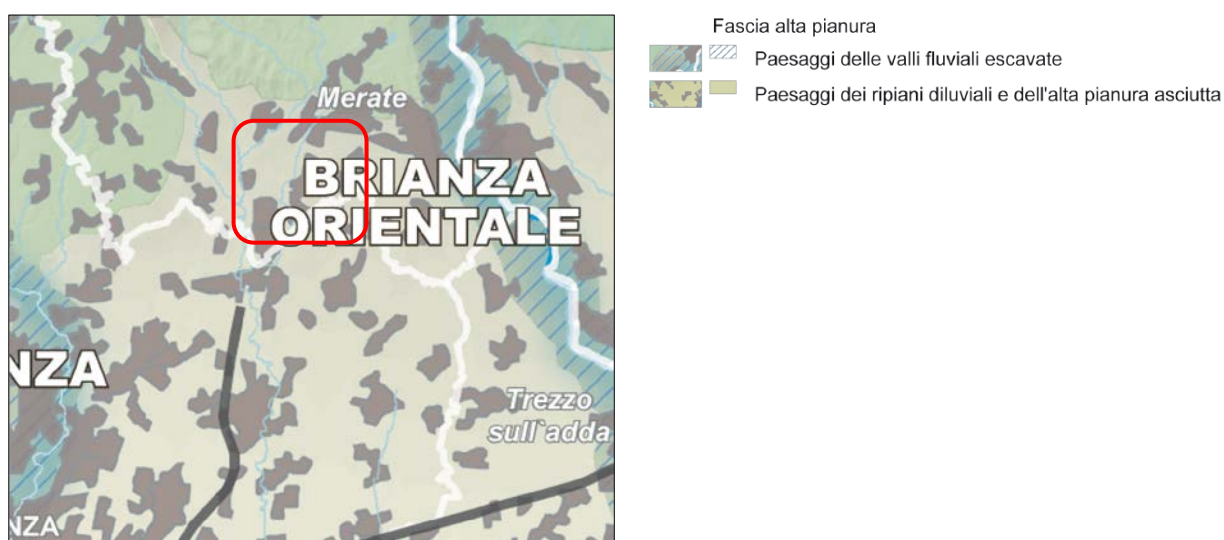 Merate
BRIANZA
ORIENTALE
NZA
Trezzo
sull`adda
NZA
Fascia alta pianura
Paesaggi delle valli fluviali escavate
Paesaggi dei ripiani diluviali e dell'alta pianura asciutta